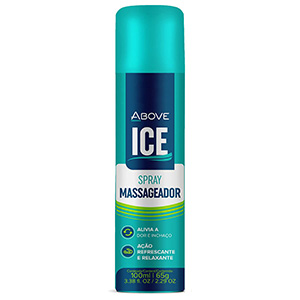 ABOVE
ICE
SPRAY
MASSAGEADOR
ALIVIA A
DOR E INCHAÇO
AÇÃO
REFRESCANTE
E RELAXANTE
100ml | 65g
3.38 fl. OZ / 2.29 OZ